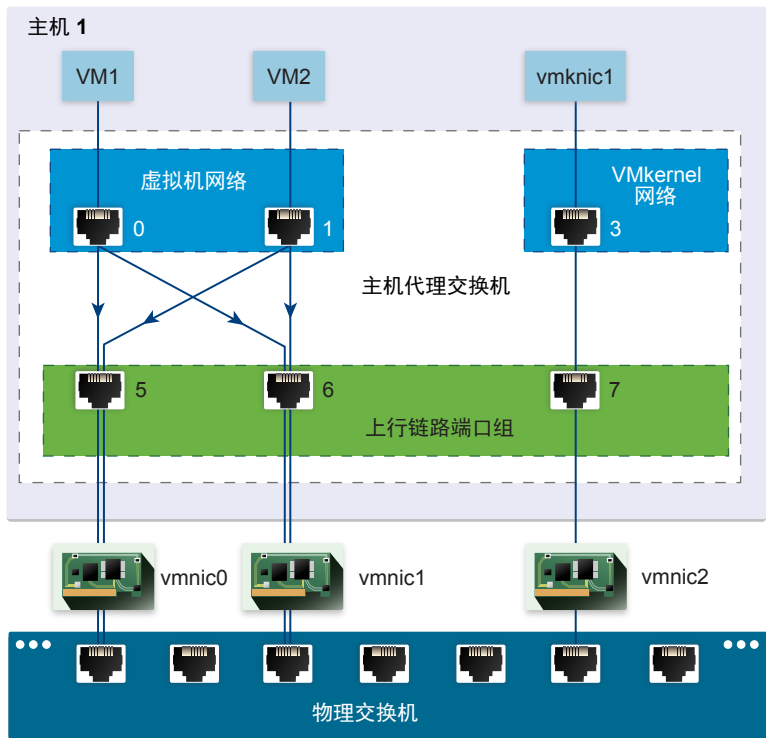 主机 1
VM1
VM2
vmknic1
虚拟机网络
VMkernel
网络
0
1
3
主机代理交换机
5
6
7
上行链路端口组
vmnic0
vmnic1
vmnic2
物理交换机